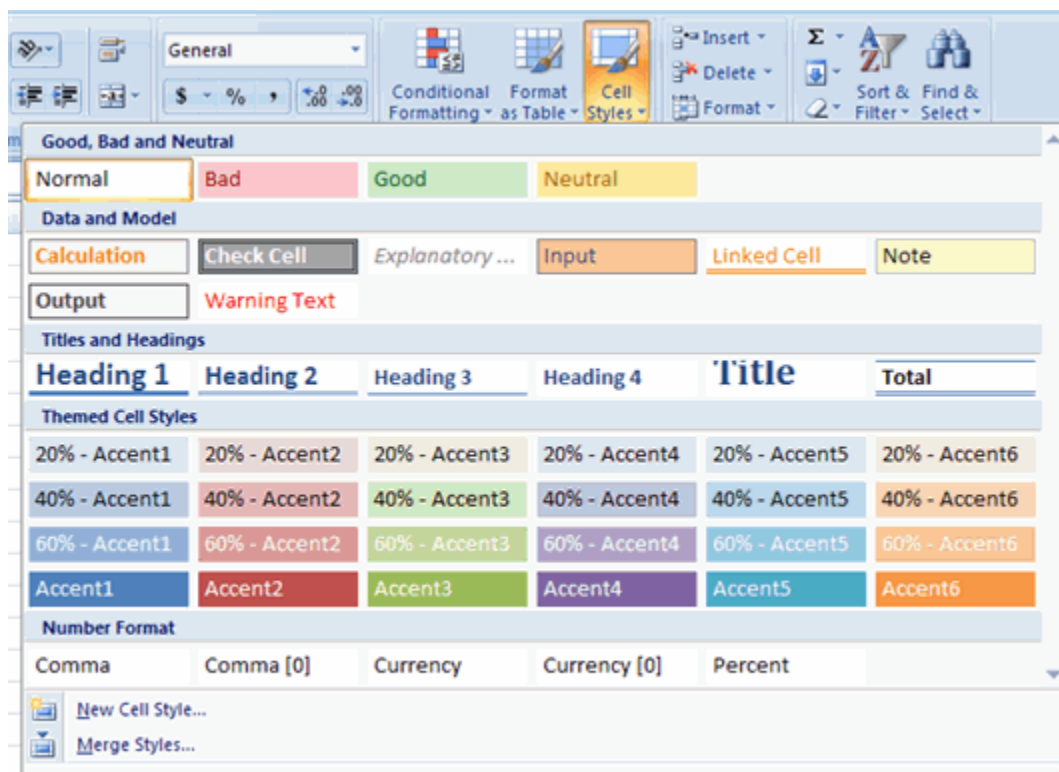 General
$ % ,
Conditional Formatting
Format as Table
Cell Styles
Insert
Delete
Format
Σ
Sort & Filter
Find & Select
Good, Bad and Neutral
Normal Bad Good Neutral
Data and Model
Calculation Check Cell Explanatory ... Input Linked Cell Note
Output Warning Text
Titles and Headings
Heading 1 Heading 2 Heading 3 Heading 4 Title Total
Themed Cell Styles
20% - Accent1 20% - Accent2 20% - Accent3 20% - Accent4 20% - Accent5 20% - Accent6
40% - Accent1 40% - Accent2 40% - Accent3 40% - Accent4 40% - Accent5 40% - Accent6
60% - Accent1 60% - Accent2 60% - Accent3 60% - Accent4 60% - Accent5 60% - Accent6
Accent1 Accent2 Accent3 Accent4 Accent5 Accent6
Number Format
Comma Comma [0] Currency Currency [0] Percent
New Cell Style...
Merge Styles...